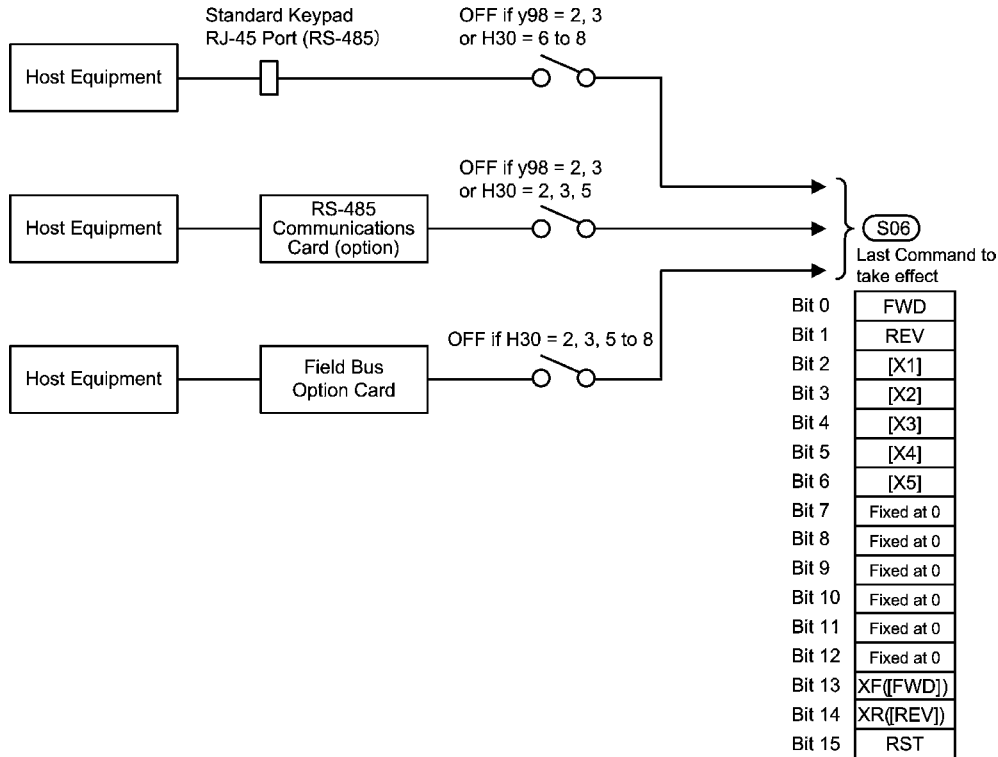 Standard Keypad
RJ-45 Port (RS-485)
OFF if y98 = 2, 3
or H30 = 6 to 8
Host Equipment
OFF if y98 = 2, 3
or H30 = 2, 3, 5
Host Equipment
RS-485
Communications
Card (option)
S06
Last Command to
take effect
OFF if H30 = 2, 3, 5 to 8
Host Equipment
Field Bus
Option Card
Bit 0 FWD
Bit 1 REV
Bit 2 [X1]
Bit 3 [X2]
Bit 4 [X3]
Bit 5 [X4]
Bit 6 [X5]
Bit 7 Fixed at 0
Bit 8 Fixed at 0
Bit 9 Fixed at 0
Bit 10 Fixed at 0
Bit 11 Fixed at 0
Bit 12 Fixed at 0
Bit 13 XF([FWD])
Bit 14 XR([REV])
Bit 15 RST